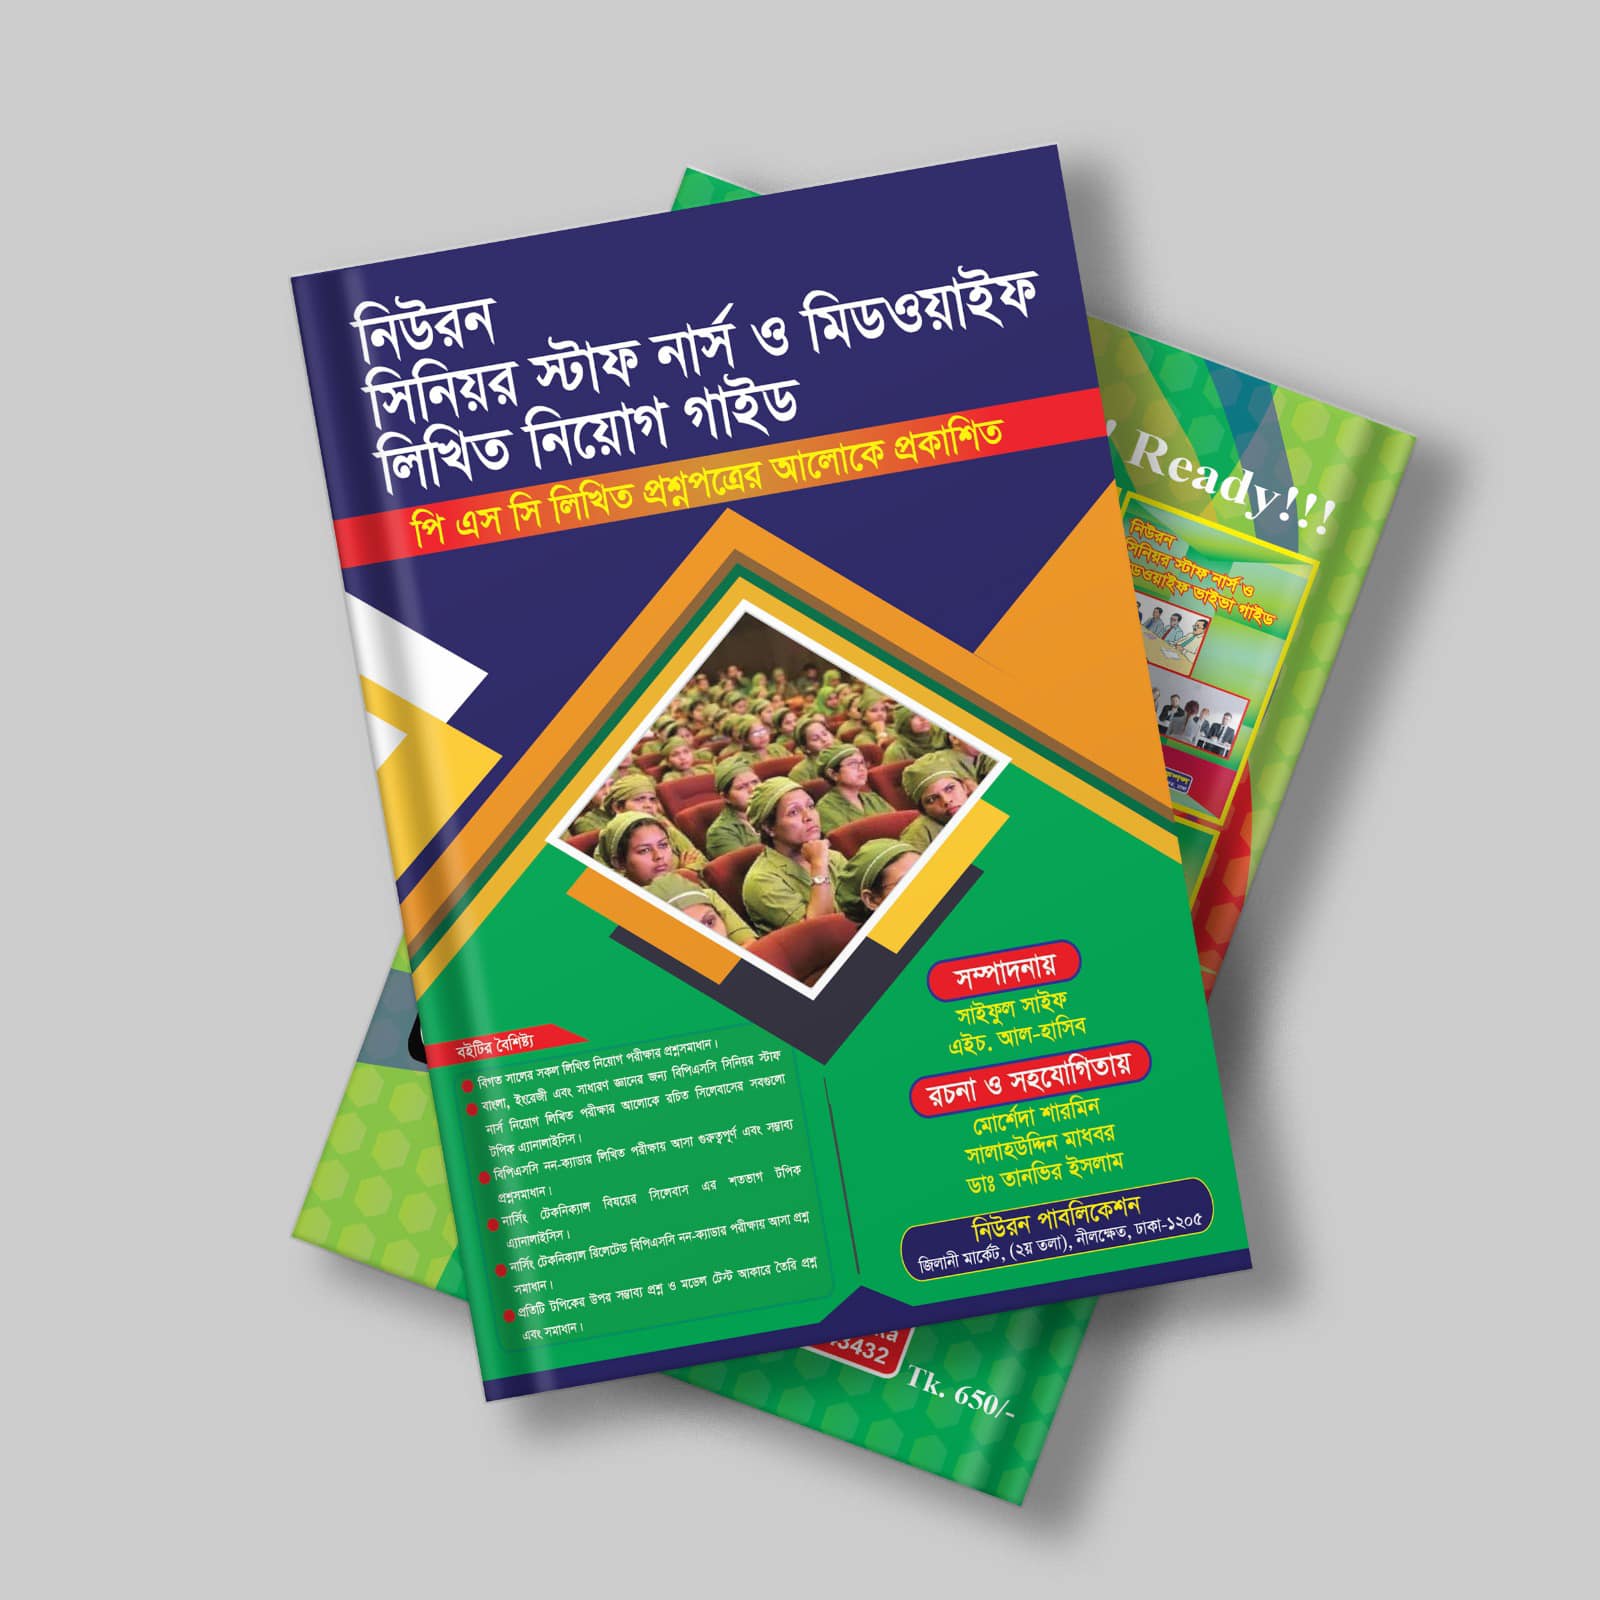 নিউরন
সিনিয়র স্টাফ নার্স ও মিডওয়াইফ
লিখিত নিয়োগ গাইড
পি এস সি লিখিত প্রশ্নপত্রের আলোকে প্রকাশিত
বইটির বৈশিষ্ট্য
বিগত সালের সকল লিখিত নিয়োগ পরীক্ষার প্রশ্নসমাধান।
বাংলা, ইংরেজী এবং সাধারণ জ্ঞানের জন্য বিপিএসসি সিনিয়র স্টাফ
নার্স নিয়োগ লিখিত পরীক্ষার আলোকে রচিত সিলেবাসের সবগুলো
টপিক এ্যানালাইসিস।
বিপিএসসি নন-ক্যাডার লিখিত পরীক্ষায় আসা গুরুত্বপূর্ণ এবং সম্ভাব্য
প্রশ্নসমাধান।
নার্সিং টেকনিক্যাল বিষয়ের সিলেবাস এর শতভাগ টপিক
এ্যানালাইসিস।
নার্সিং টেকনিক্যাল রিলেটেড বিপিএসসি নন-ক্যাডার পরীক্ষায় আসা প্রশ্ন
সমাধান।
প্রতিটি টপিকের উপর সম্ভাব্য প্রশ্ন ও মডেল টেস্ট আকারে তৈরি প্রশ্ন
এবং সমাধান।
সম্পাদনায়
সাইফুল সাইফ
এইচ. আল-হাসিব
রচনা ও সহযোগিতায়
মোর্শেদা শারমিন
সালাহউদ্দিন মাধবর
ডাঃ তানভির ইসলাম
নিউরন পাবলিকেশন
জিলানী মার্কেট, (২য় তলা), নীলক্ষেত, ঢাকা-১২০৫
Ready!!!
নিউরন
সিনিয়র স্টাফ নার্স ও
মিডওয়াইফ ভাইভা গাইড
3432
Tk. 650/-